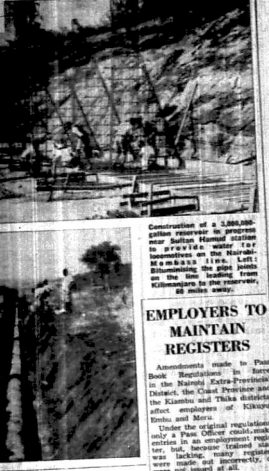 Construction of a 3,000,000-
gallon reservoir in progress
near Sultan Hamud station
to provide water for
locomotives on the Nairobi-
Mombasa line. Left:
Bituminising the pipe joints
on the line leading from
Kilimanjaro to the reservoir,
60 miles away.
EMPLOYERS TO
MAINTAIN
REGISTERS
Amendments made to Pass
Book Regulations in force
in the Nairobi Extra-Provincial
District, the Coast Province and
the Kiambu and Thika districts
affect employers of Kikuyu
Embu and Meru.
Under the original regulations
only a Pass Officer could make
entries in an employment regis-
ter, but, because trained staff
was lacking, many registers
were made out incorrectly,
not issued at all.